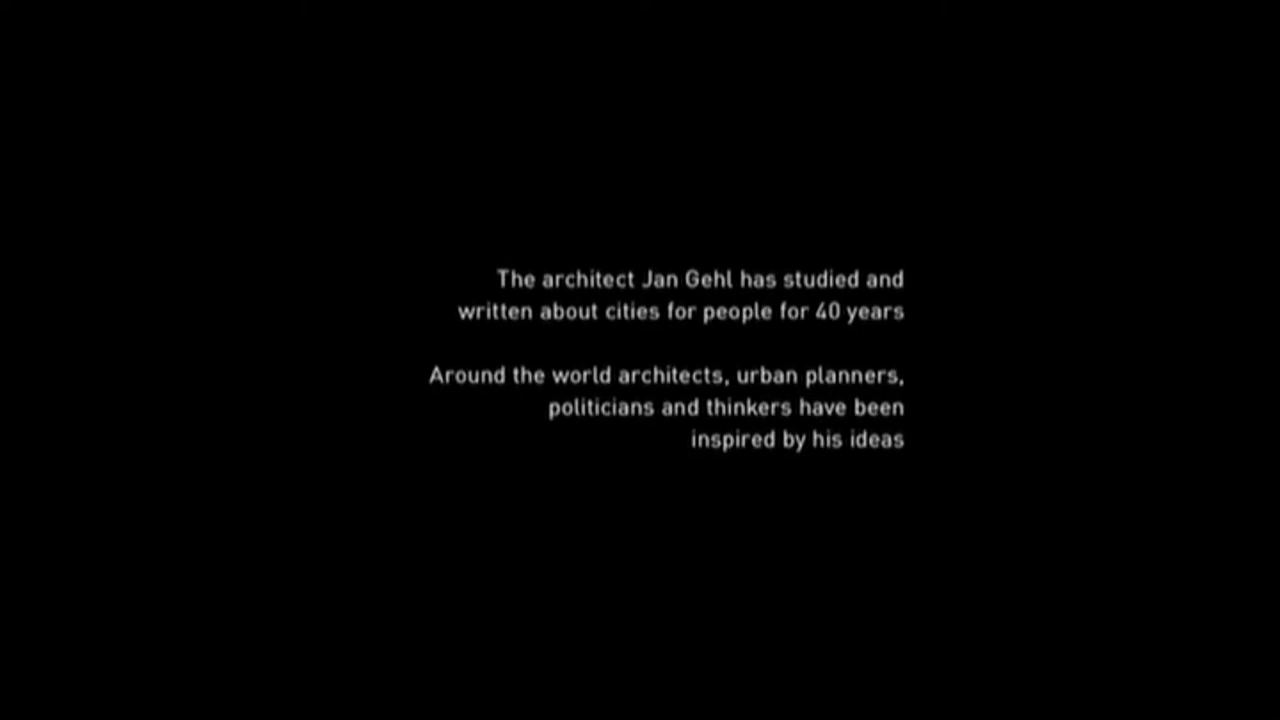 The architect Jan Gehl has studied and
written about cities for people for 40 years
Around the world architects, urban planners,
politicians and thinkers have been
inspired by his ideas